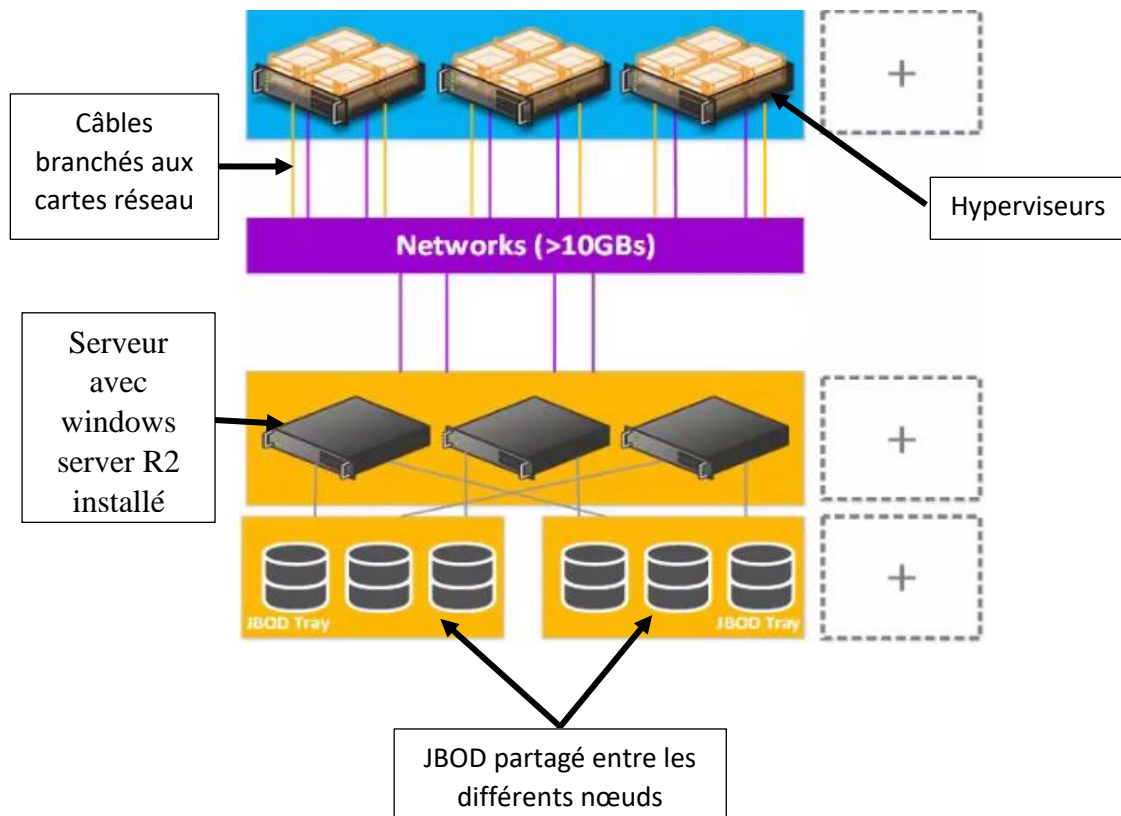 +
Câbles
branchés aux
cartes réseau
Hyperviseurs
Networks (>10GBs)
Serveur
avec
windows
server R2
installé
+
+
JBOD Tray
JBOD Tray
JBOD partagé entre les
différents nœuds